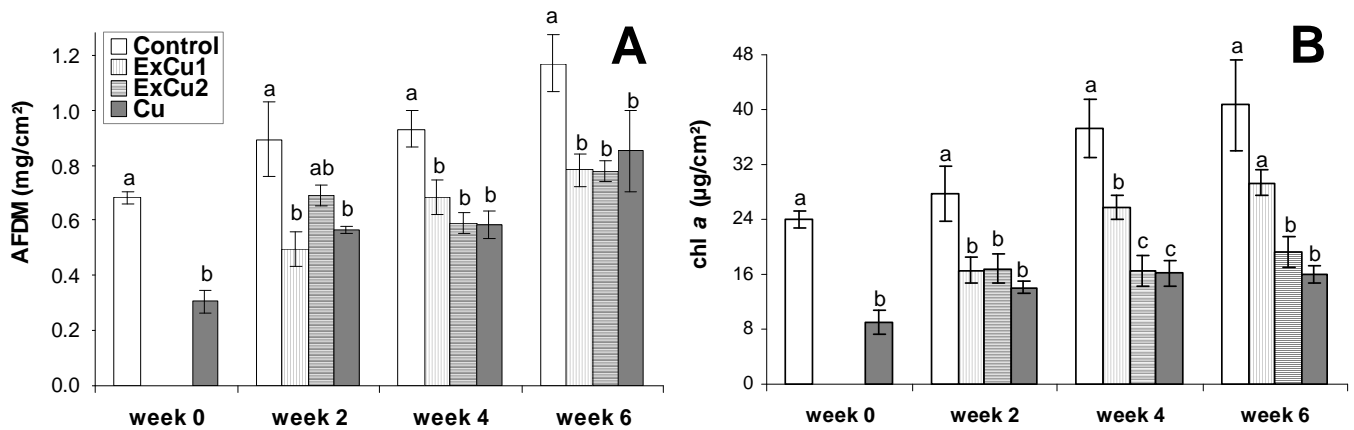 A
AFDM (mg/cm²)
1.2
1.0
0.8
0.6
0.4
0.2
0.0
Control
ExCu1
ExCu2
Cu
a
b
a
b
ab
b
a
b
b
b
a
b
b
b
week 0 week 2 week 4 week 6
B
chl a (µg/cm²)
48
40
32
24
16
8
0
a
b
a
b
b
b
a
b
c
c
a
a
b
b
week 0 week 2 week 4 week 6